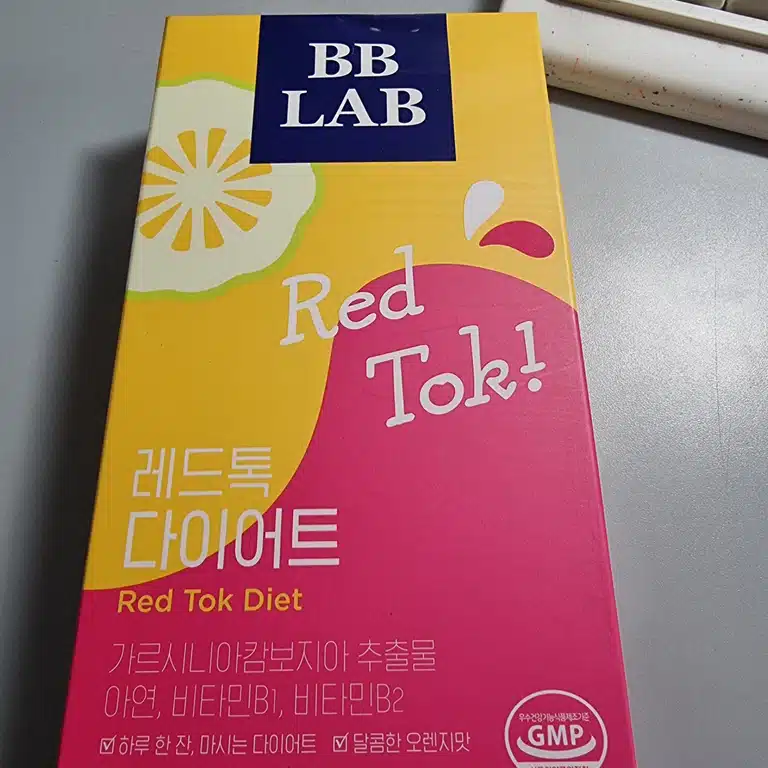 BB
LAB
Red
Tok!
레드톡
다이어트
Red Tok Diet
가르시니아캄보지아 추출물
아연, 비타민B1, 비타민B2
☑ 하루 한 잔, 마시는 다이어트 ☑ 달콤한 오렌지맛
우수건강기능식품제조기준
GMP